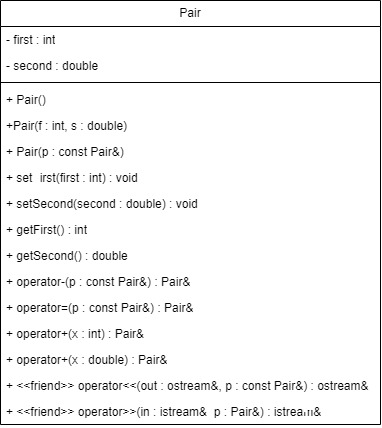 Pair
- first : int
- second : double
+ Pair()
+Pair(f : int, s : double)
+ Pair(p : const Pair&)
+ set irst(first : int) : void
+ setSecond(second : double) : void
+ getFirst() : int
+ getSecond() : double
+ operator-(p : const Pair&) : Pair&
+ operator=(p : const Pair&) : Pair&
+ operator+(x : int) : Pair&
+ operator+(x : double) : Pair&
+ <<friend>> operator<<(out : ostream&, p : const Pair&) : ostream&
+ <<friend>> operator>>(in : istream& p : Pair&) : istream&